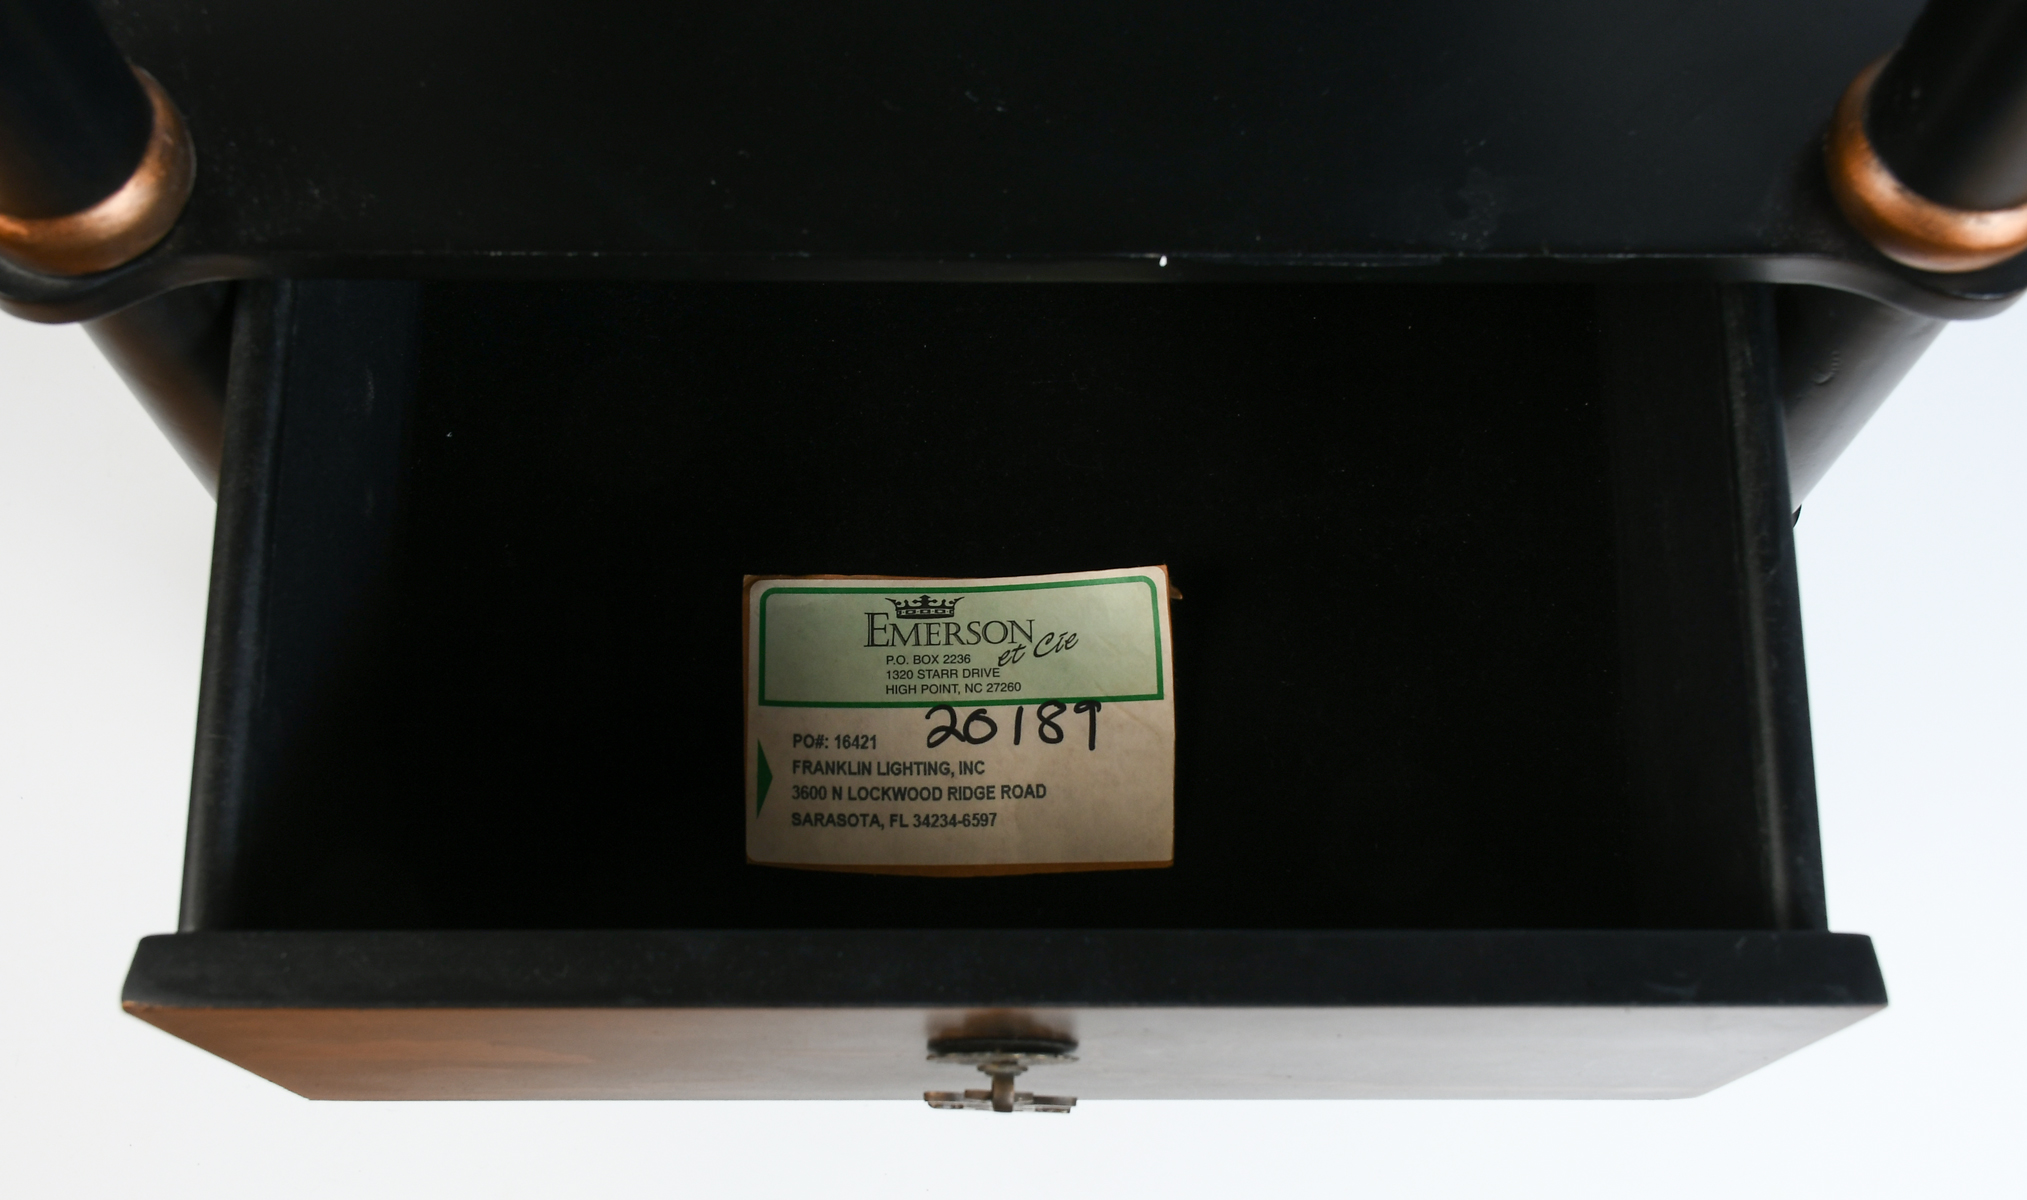 EMERSON et Cie
P.O. BOX 2236
1320 STARR DRIVE
HIGH POINT, NC 27260
20189
PO#: 16421
FRANKLIN LIGHTING, INC
3600 N LOCKWOOD RIDGE ROAD
SARASOTA, FL 34234-6597